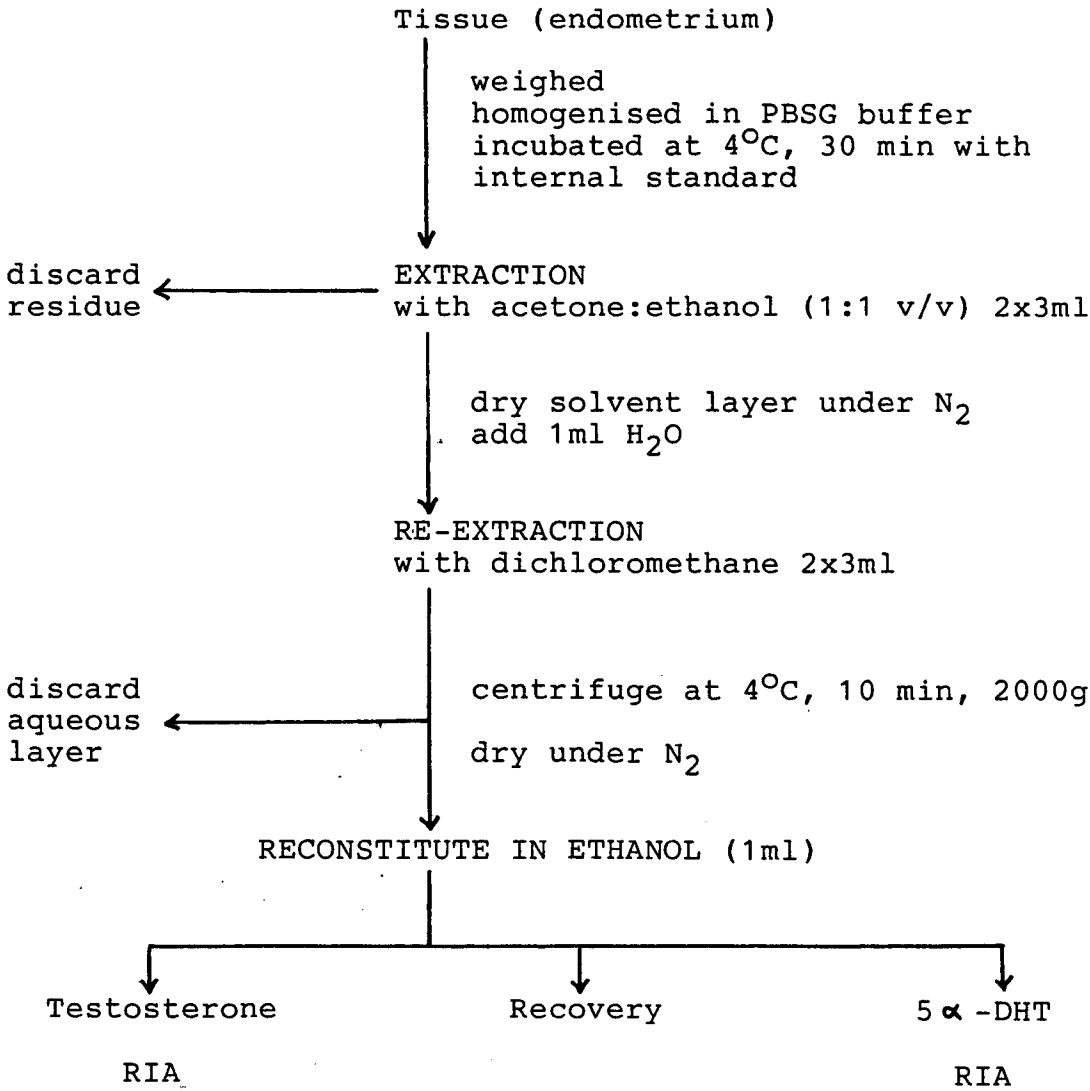 Tissue (endometrium)
weighed
homogenised in PBSG buffer
incubated at 4°C, 30 min with
internal standard
discard
residue
EXTRACTION
with acetone:ethanol (1:1 v/v) 2x3ml
dry solvent layer under N₂
add 1ml H₂O
RE-EXTRACTION
with dichloromethane 2x3ml
discard
aqueous
layer
centrifuge at 4°C, 10 min, 2000g
dry under N₂
RECONSTITUTE IN ETHANOL (1ml)
Testosterone
Recovery
5α-DHT
RIA
RIA